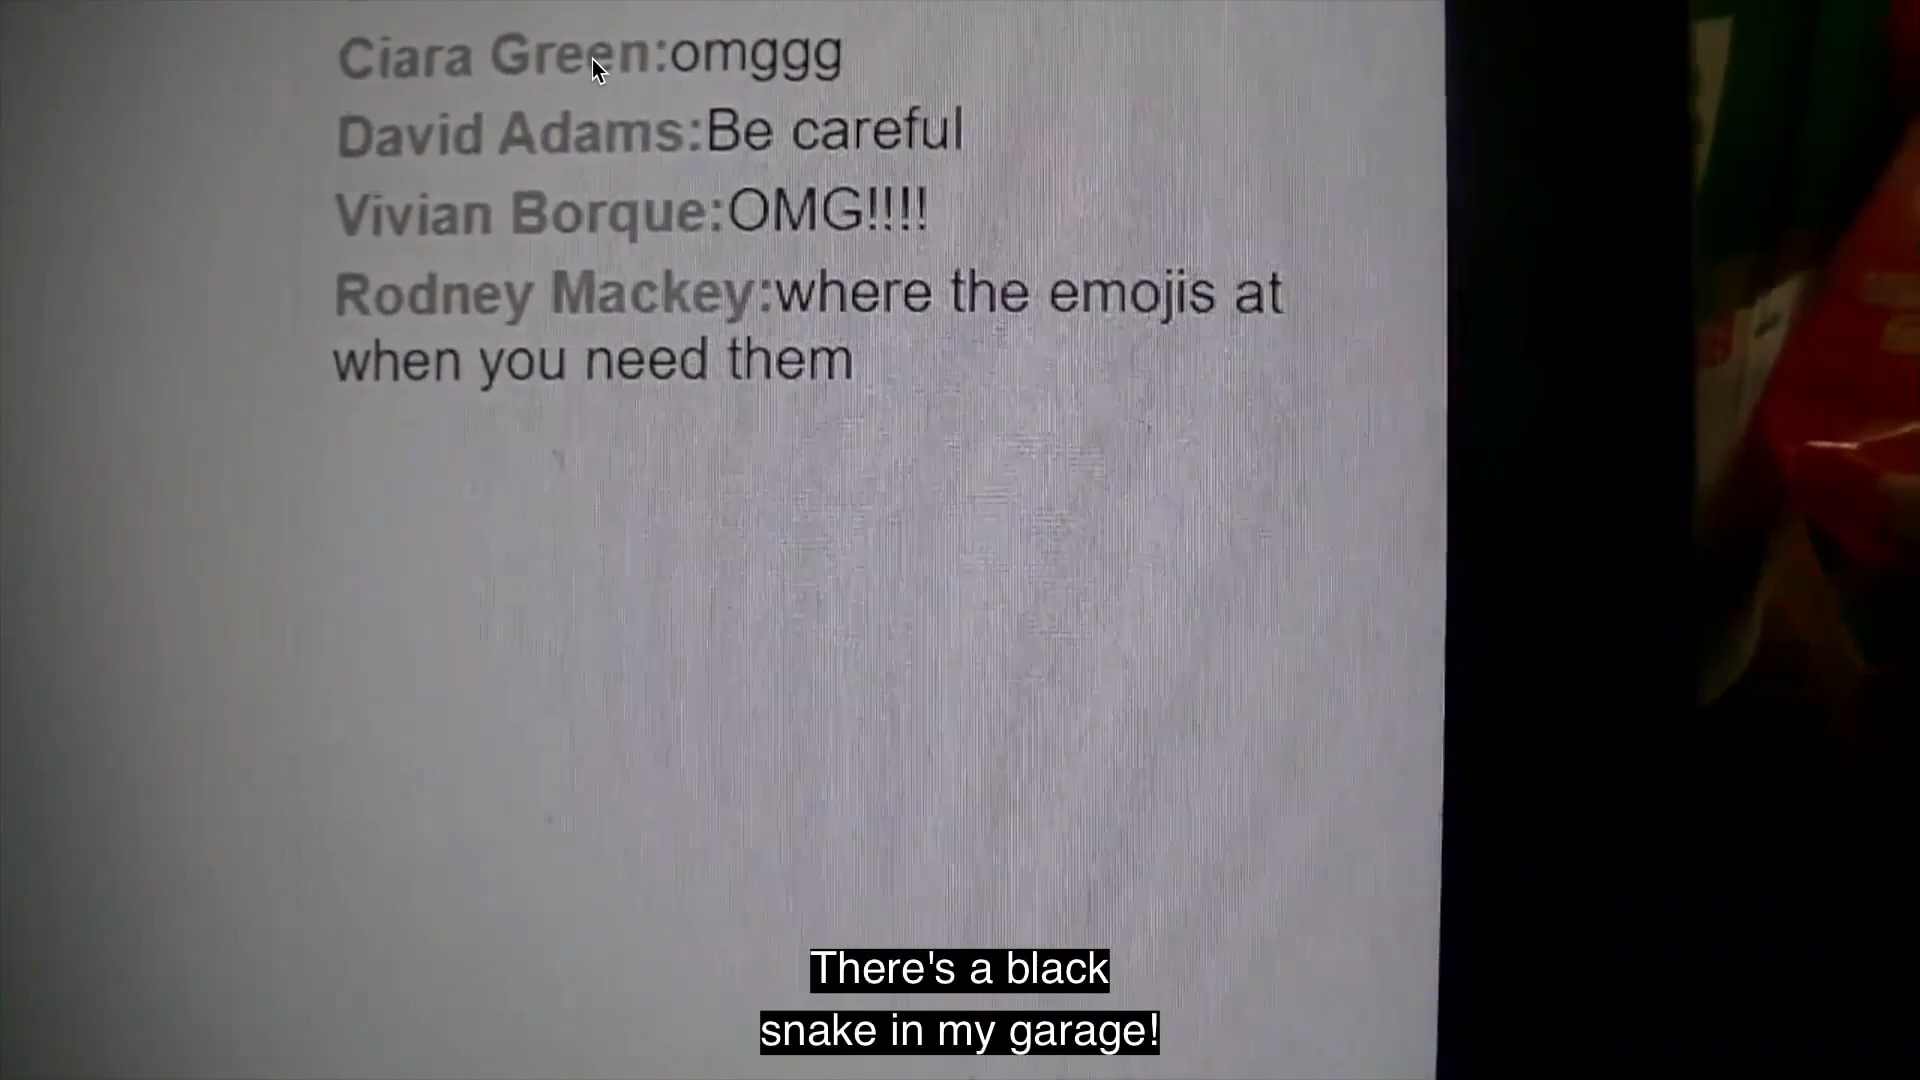 Ciara Green:omggg
David Adams:Be careful
Vivian Borque:OMG!!!!
Rodney Mackey:where the emojis at
when you need them
There's a black
snake in my garage!